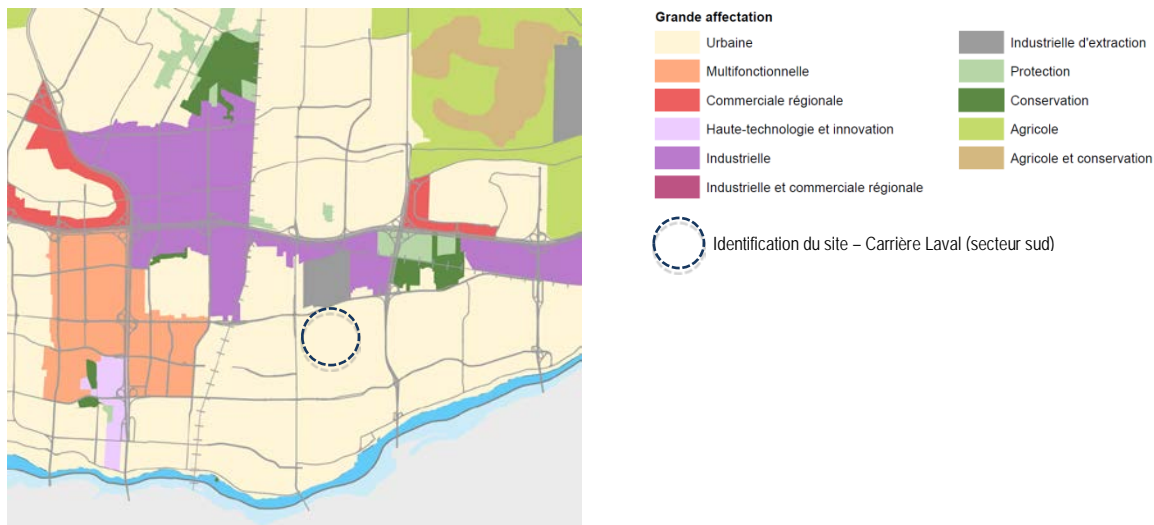 Grande affectation
Urbaine
Multifonctionnelle
Commerciale régionale
Haute-technologie et innovation
Industrielle
Industrielle et commerciale régionale
Industrielle d'extraction
Protection
Conservation
Agricole
Agricole et conservation
Identification du site – Carrière Laval (secteur sud)